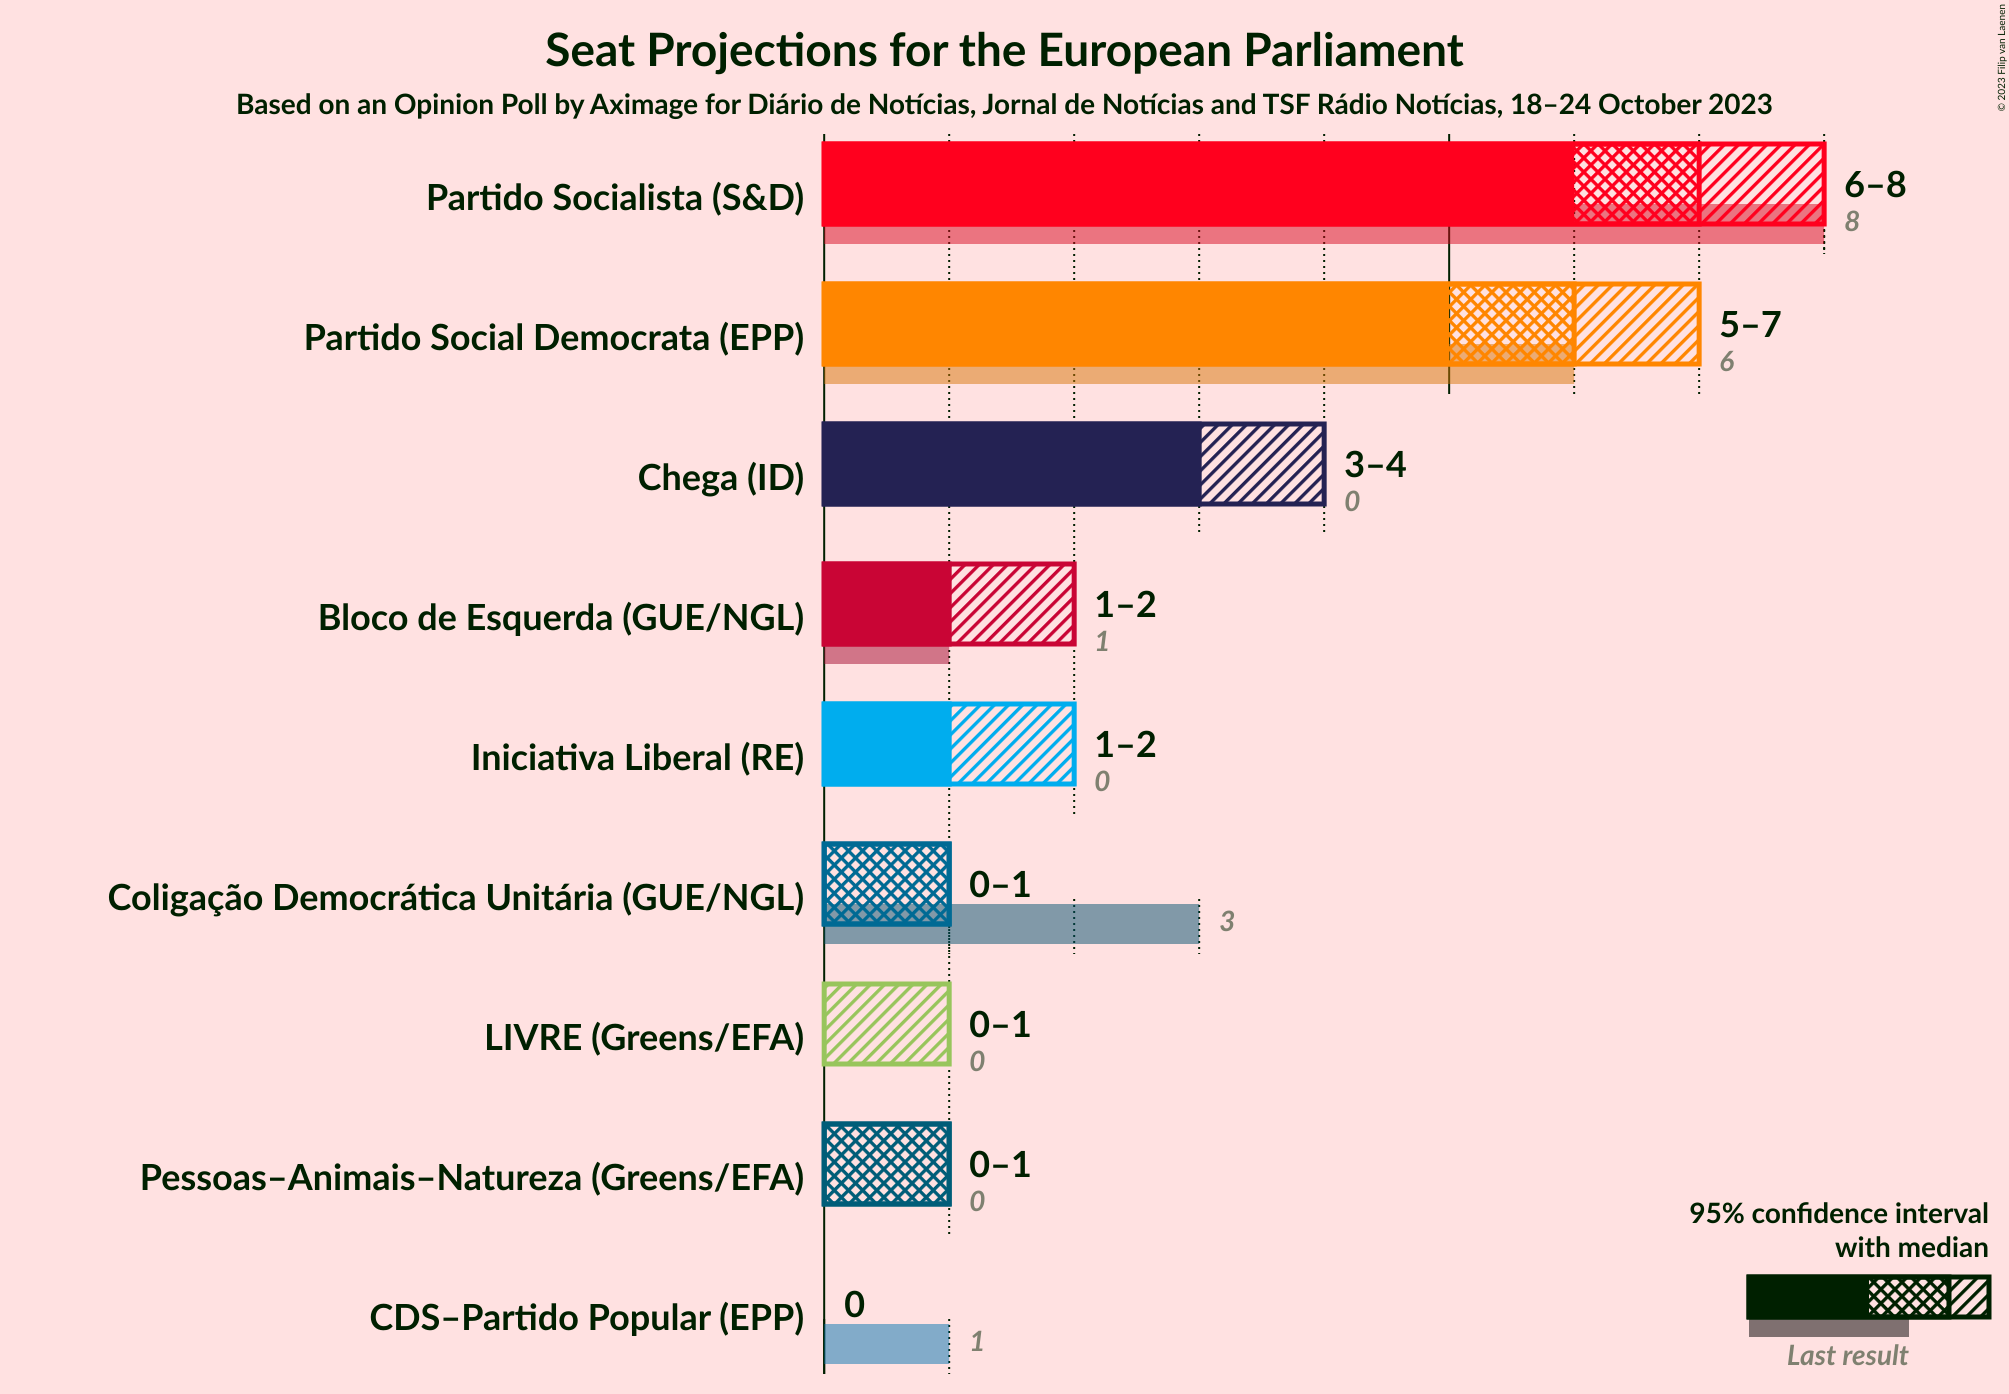 Seat Projections for the European Parliament
Based on an Opinion Poll by Aximage for Diário de Notícias, Jornal de Notícias and TSF Rádio Notícias, 18–24 October 2023
© 2023 Filip van Laenen
Partido Socialista (S&D)
6–8
8
Partido Social Democrata (EPP)
5–7
6
Chega (ID)
3–4
0
Bloco de Esquerda (GUE/NGL)
1–2
1
Iniciativa Liberal (RE)
1–2
0
Coligação Democrática Unitária (GUE/NGL)
0–1
3
LIVRE (Greens/EFA)
0–1
0
Pessoas–Animais–Natureza (Greens/EFA)
0–1
0
CDS–Partido Popular (EPP)
0
1
95% confidence interval
with median
Last result